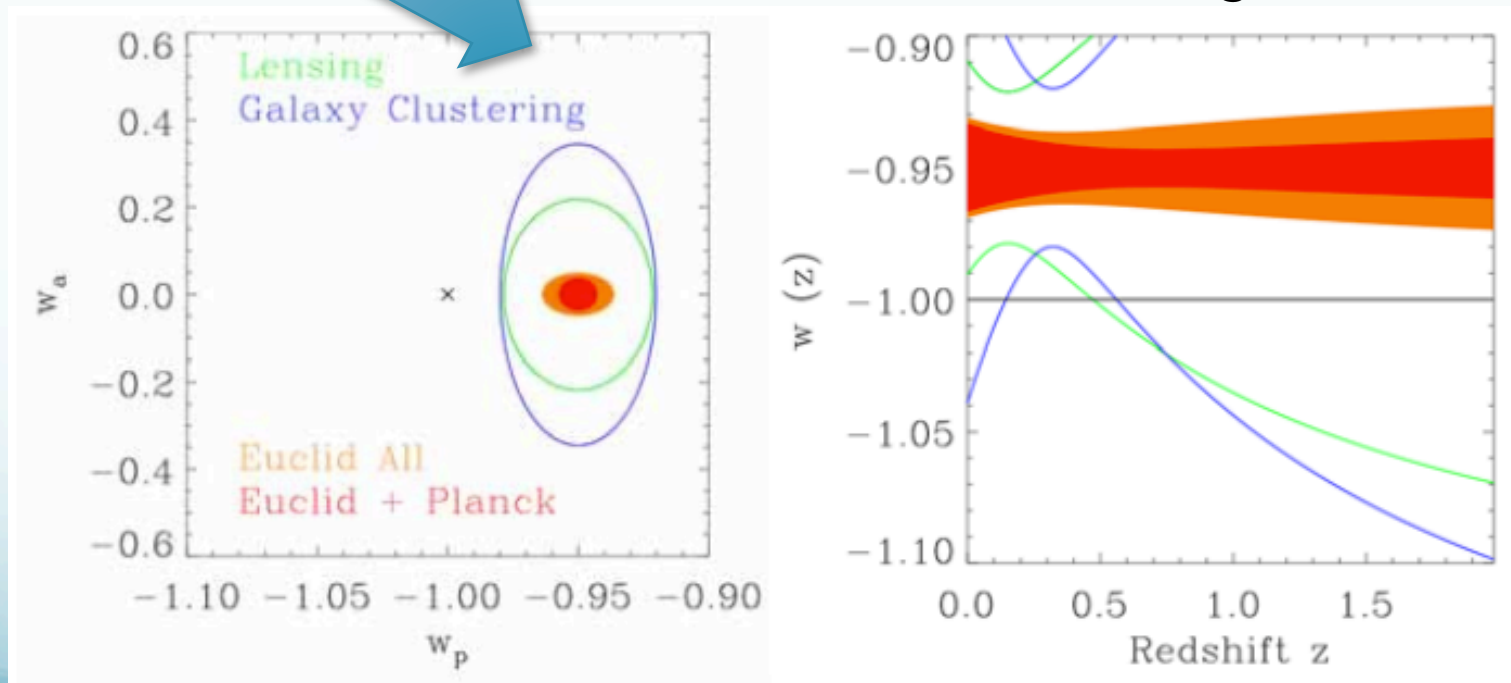 0.6
0.4
0.2
0.0
−0.2
−0.4
−0.6
w_a
Lensing
Galaxy Clustering
Euclid All
Euclid + Planck
−1.10 −1.05 −1.00 −0.95 −0.90
w_p
−0.90
−0.95
−1.00
−1.05
−1.10
w (z)
0.0 0.5 1.0 1.5
Redshift z